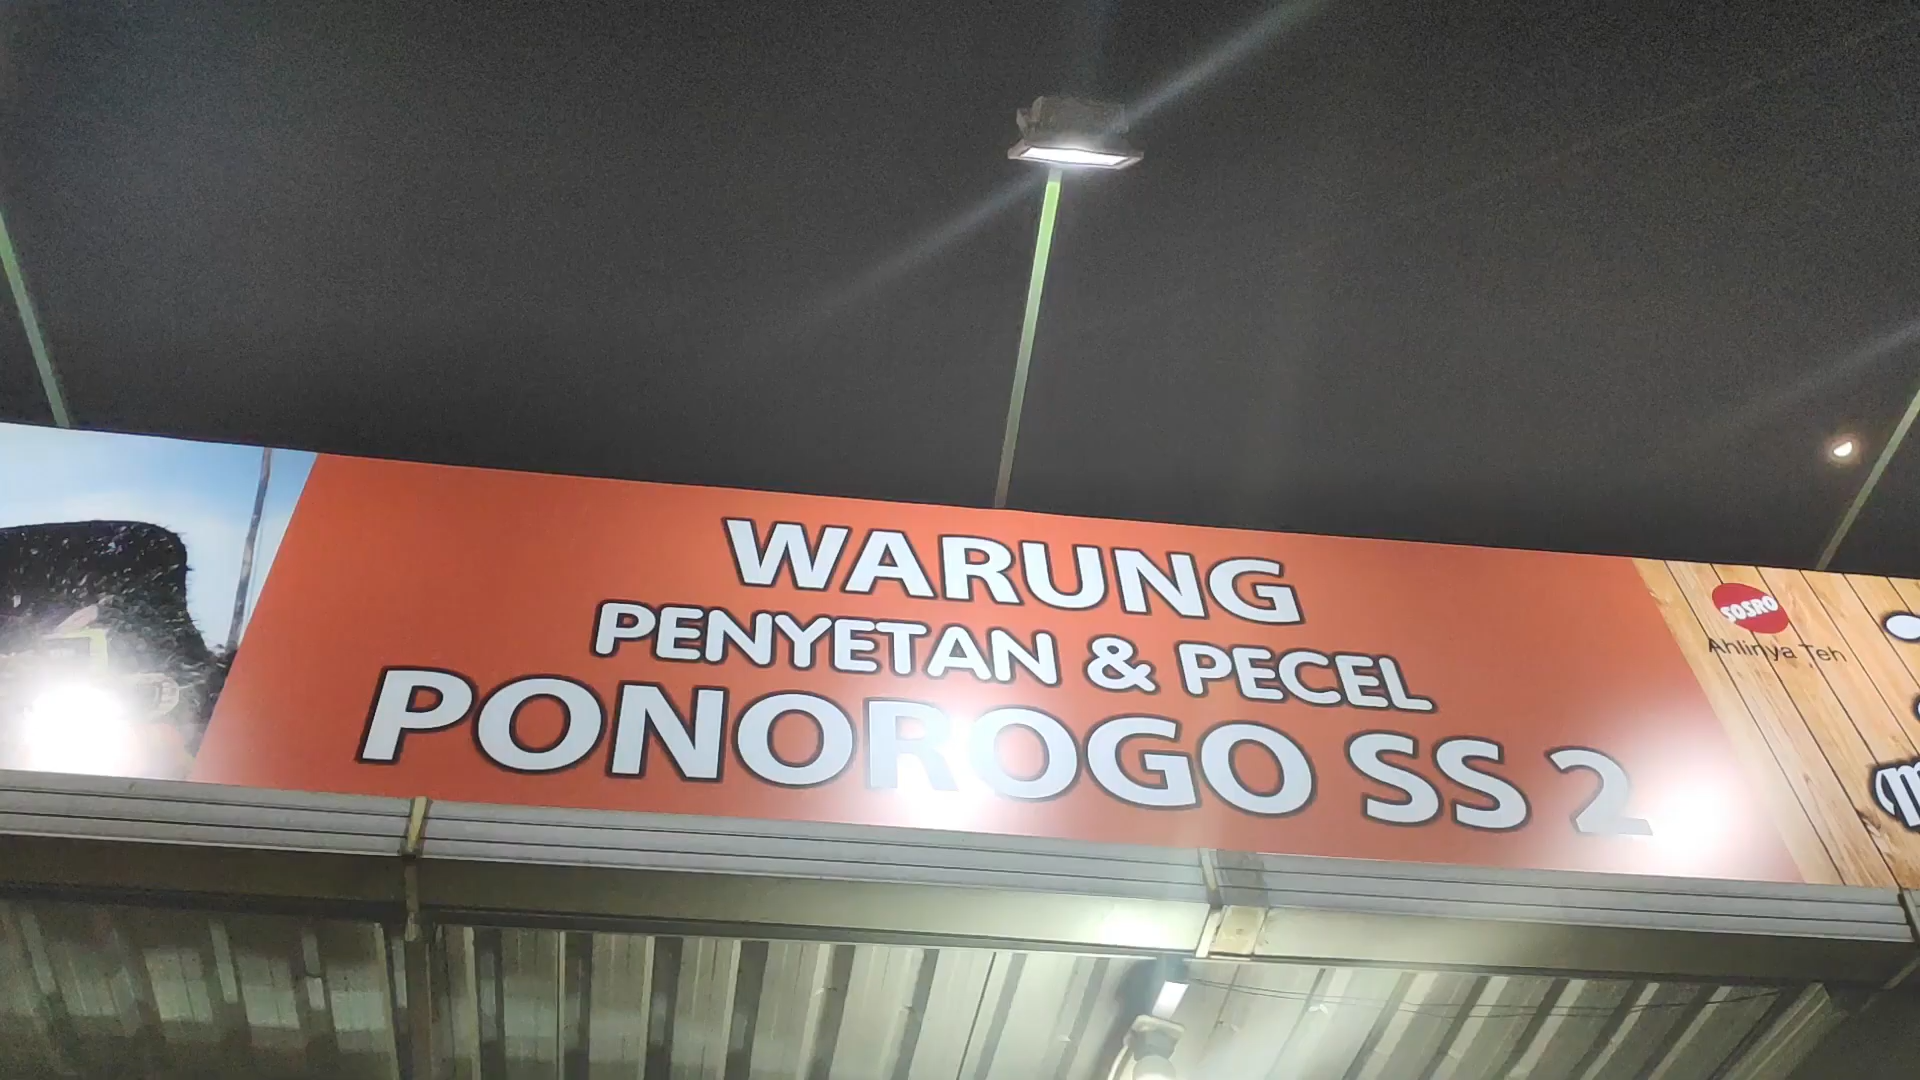 WARUNG
PENYETAN & PECEL
PONOROGO SS 2
SOSRO
Ahlinya Teh